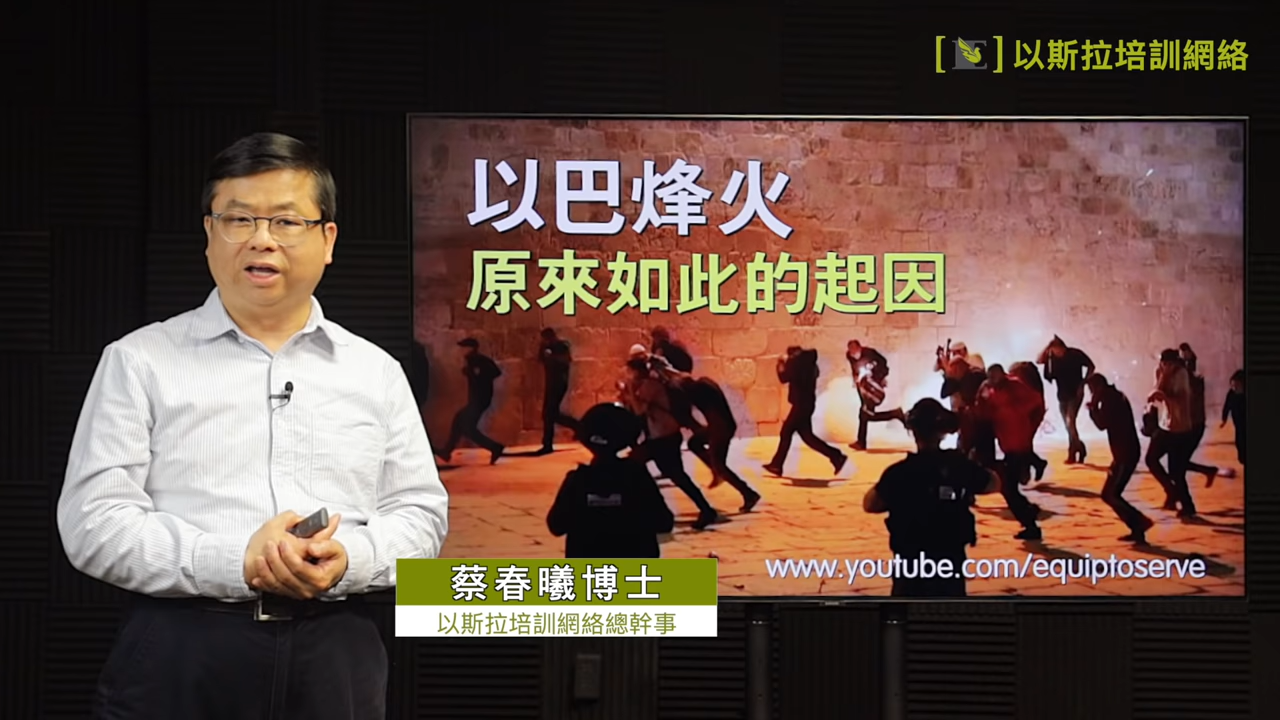 [E] 以斯拉培訓網絡
以巴烽火
原來如此的起因
www.youtube.com/equiptoserve
蔡春曦博士
以斯拉培訓網絡總幹事